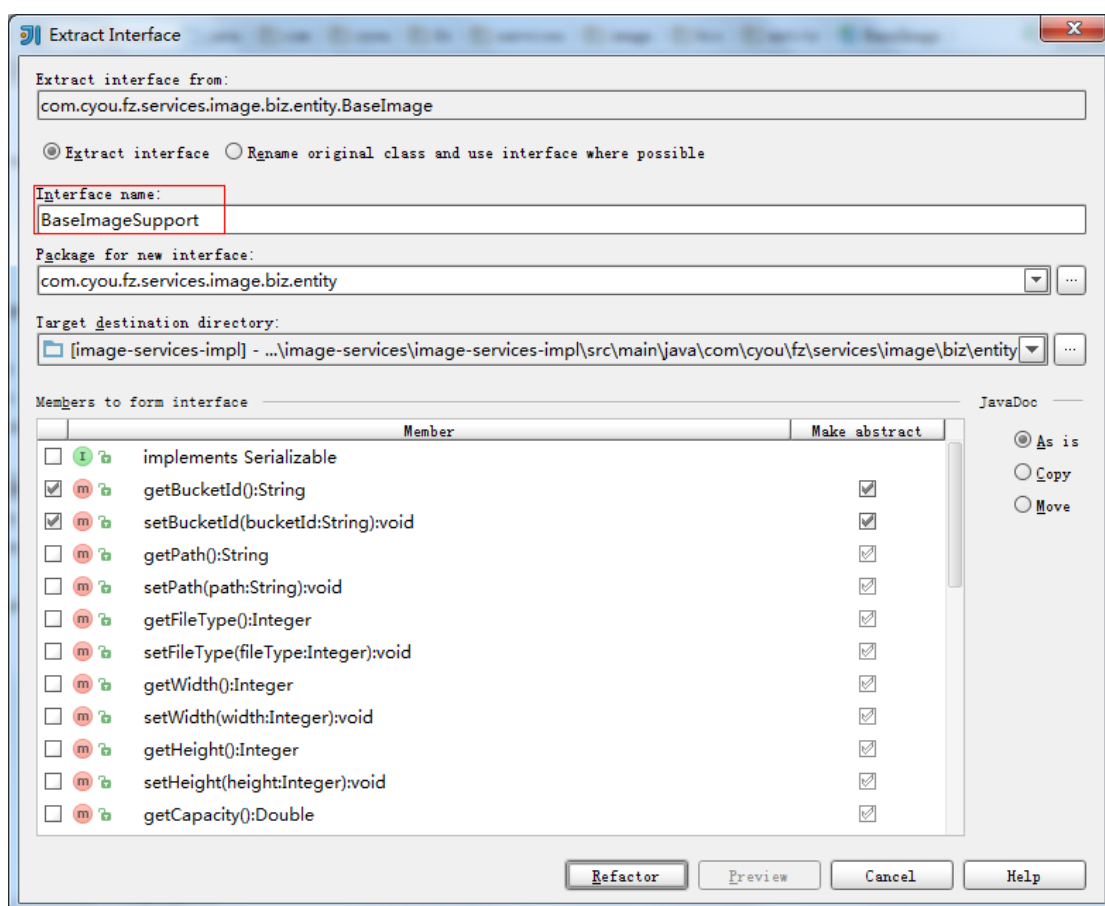 Extract Interface
Extract interface from:
com.cyou.fz.services.image.biz.entity.BaseImage
Extract interface Rename original class and use interface where possible
Interface name:
BaseImageSupport
Package for new interface:
com.cyou.fz.services.image.biz.entity
...
Target destination directory:
[image-services-impl] - ...\image-services\image-services-impl\src\main\java\com\cyou\fz\services\image\biz\entity
...
Members to form interface
JavaDoc
Member Make abstract
As is
Copy
Move
I implements Serializable
m getBucketId():String
m setBucketId(bucketId:String):void
m getPath():String
m setPath(path:String):void
m getFileType():Integer
m setFileType(fileType:Integer):void
m getWidth():Integer
m setWidth(width:Integer):void
m getHeight():Integer
m setHeight(height:Integer):void
m getCapacity():Double
Refactor Preview Cancel Help